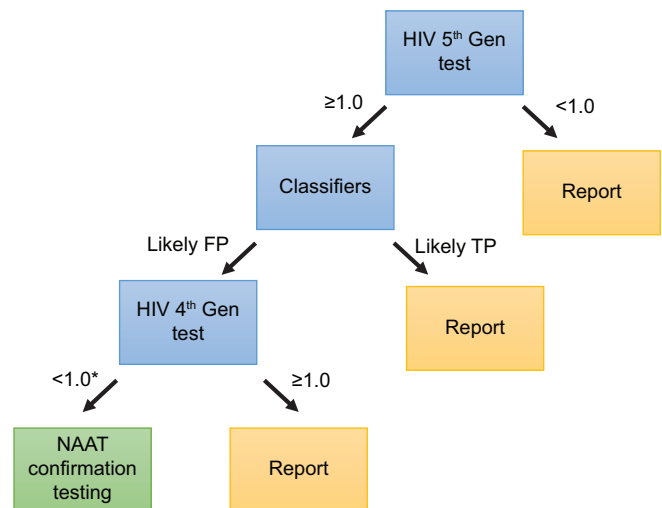 HIV 5th Gen
test
≥1.0
<1.0
Classifiers
Report
Likely FP
Likely TP
HIV 4th Gen
test
Report
<1.0*
≥1.0
NAAT
confirmation
testing
Report